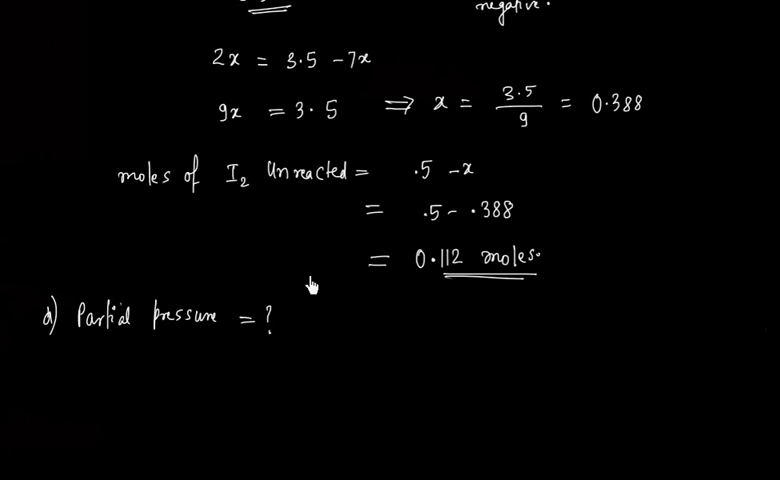 negative.
2x = 3.5 - 7x
9x = 3.5 ⟹ x = 3.5/9 = 0.388
moles of I₂ Unreacted = .5 - x
= .5 - .388
= 0.112 moles.
d) Partial pressure = ?